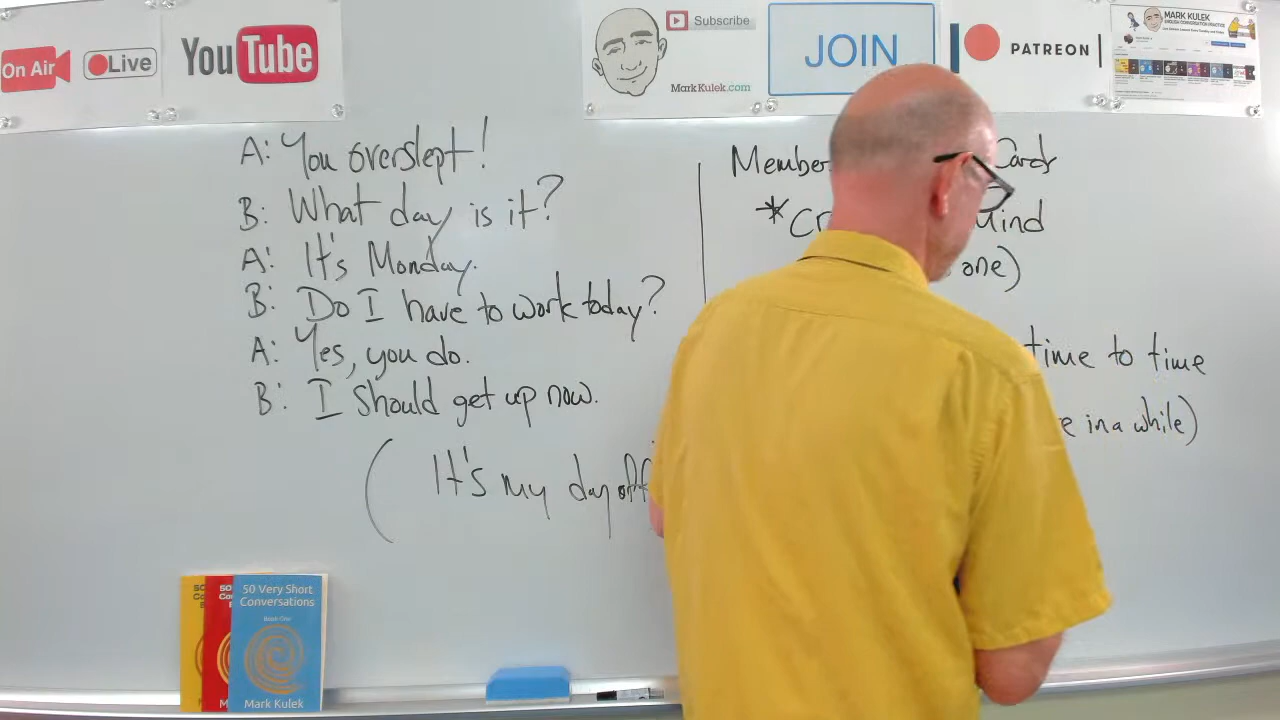 On Air
Live
YouTube
Subscribe
MarkKulek.com
JOIN
PATREON
MARK KULEK
A: You overslept!
B: What day is it?
A: It's Monday.
B: Do I have to work today?
A: Yes, you do.
B: I should get up now.
( It's my day off
Member Cards
* Mind
one)
time to time
in a while)
50 Very Short
Conversations
Book One
Mark Kulek